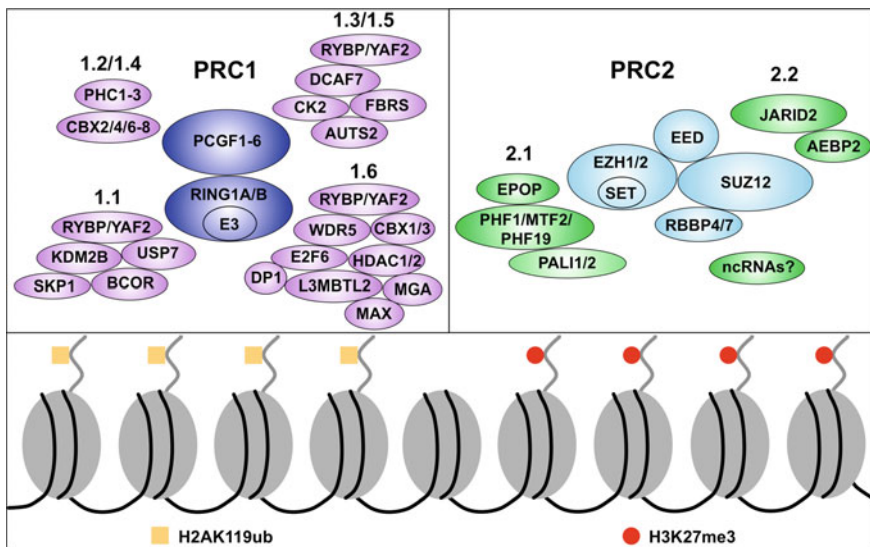 PRC1
1.2/1.4
PHC1-3
CBX2/4/6-8
PCGF1-6
RING1A/B
E3
1.3/1.5
RYBP/YAF2
DCAF7
CK2
FBRS
AUTS2
1.1
RYBP/YAF2
KDM2B
USP7
SKP1
BCOR
1.6
RYBP/YAF2
WDR5
CBX1/3
E2F6
HDAC1/2
DP1
L3MBTL2
MGA
MAX
PRC2
2.2
JARID2
AEBP2
EED
EZH1/2
SET
SUZ12
RBBP4/7
2.1
EPOP
PHF1/MTF2/
PHF19
PALI1/2
ncRNAs?
H2AK119ub
H3K27me3